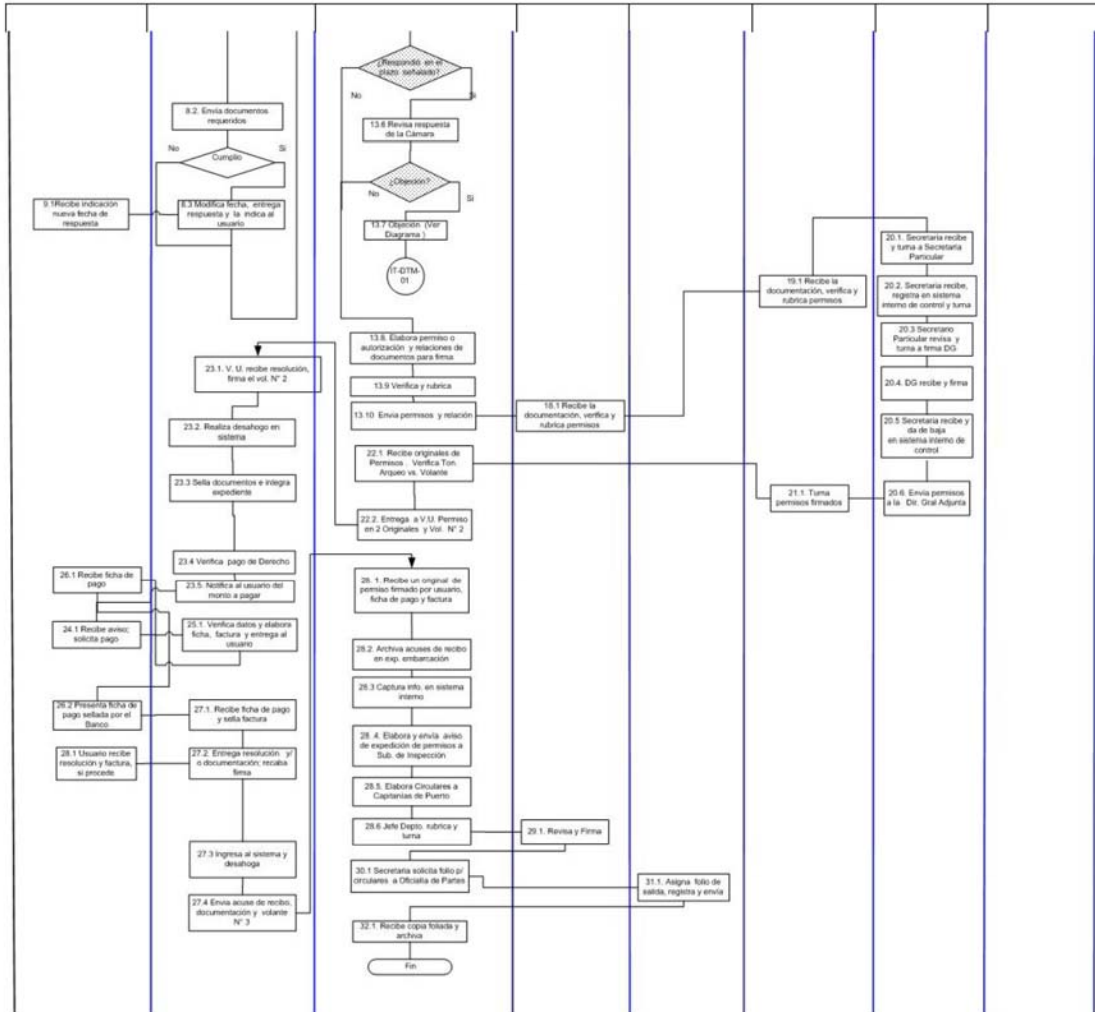 ¿Respondió en el
plazo señalado?
No
Si
8.2. Envía documentos
requeridos
No
Cumplio
Si
13.6 Revisa respuesta
de la Cámara
¿Objeción?
No
Si
9.1Recibe indicación
nueva fecha de
respuesta
8.3 Modifica fecha, entrega
respuesta y la indica al
usuario
13.7 Objeción (Ver
Diagrama )
IT-DTM-
01
20.1. Secretaria recibe
y turna a Secretaria
Particular
19.1 Recibe la
documentación, verifica y
rubrica permisos
20.2. Secretaria recibe,
registra en sistema
interno de control y turna
20.3 Secretario
Particular revisa y
turna a firma DG
20.4. DG recibe y firma
20.5 Secretaria recibe y
da de baja
en sistema interno de
control
20.6. Envía permisos
a la Dir. Gral Adjunta
13.8. Elabora permiso o
autorización y relaciones de
documentos para firma
13.9 Verifica y rubrica
13.10 Envia permisos y relación
18.1 Recibe la
documentación, verifica y
rubrica permisos
23.1. V. U. recibe resolución,
firma el vol. N° 2
23.2. Realiza desahogo en
sistema
23.3 Sella documentos e integra
expediente
22.1 Recibe originales de
Permisos . Verifica Ton.
Arqueo vs. Volante
21.1. Turna
permisos firmados
22.2. Entrega a V.U. Permiso
en 2 Originales y Vol. N° 2
23.4 Verifica pago de Derecho
26.1 Recibe ficha de
pago
23.5. Notifica al usuario del
monto a pagar
28. 1. Recibe un original de
permiso firmado por usuario,
ficha de pago y factura
24.1 Recibe aviso;
solicita pago
25.1. Verifica datos y elabora
ficha, factura y entrega al
usuario
28.2. Archiva acuses de recibo
en exp. embarcación
28.3 Captura info. en sistema
interno
26.2 Presenta ficha de
pago sellada por el
Banco
27.1. Recibe ficha de pago
y sella factura
28 .4. Elabora y envía aviso
de expedición de permisos a
Sub. de Inspección
28.1 Usuario recibe
resolución y factura,
si procede
27.2. Entrega resolución y/
o documentación; recaba
firma
28.5. Elabora Circulares a
Capitanías de Puerto
28.6 Jefe Depto. rubrica y
turna
29.1. Revisa y Firma
27.3 Ingresa al sistema y
desahoga
30.1 Secretaria solicita folio p/
circulares a Oficialía de Partes
31.1. Asigna folio de
salida, registra y envía
27.4 Envia acuse de recibo,
documentación y volante
N° 3
32.1. Recibe copia foliada y
archiva
Fin